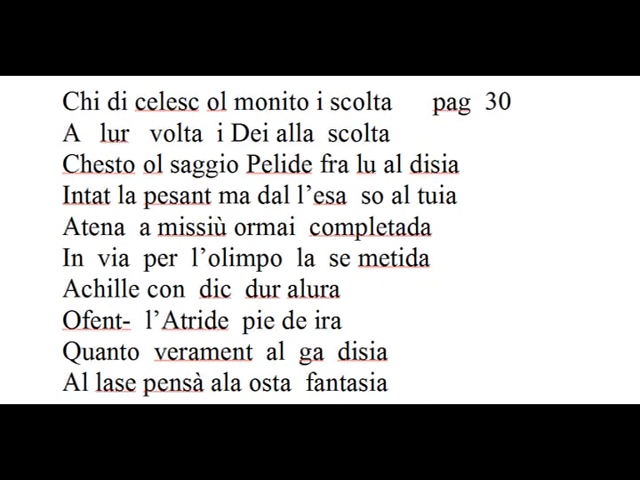 Chi di celesc ol monito i scolta pag 30
A lur volta i Dei alla scolta
Chesto ol saggio Pelide fra lu al disia
Intat la pesant ma dal l’esa so al tuia
Atena a missiù ormai completada
In via per l’olimpo la se metida
Achille con dic dur alura
Ofent- l’Atride pie de ira
Quanto verament al ga disia
Al lase pensà ala osta fantasia